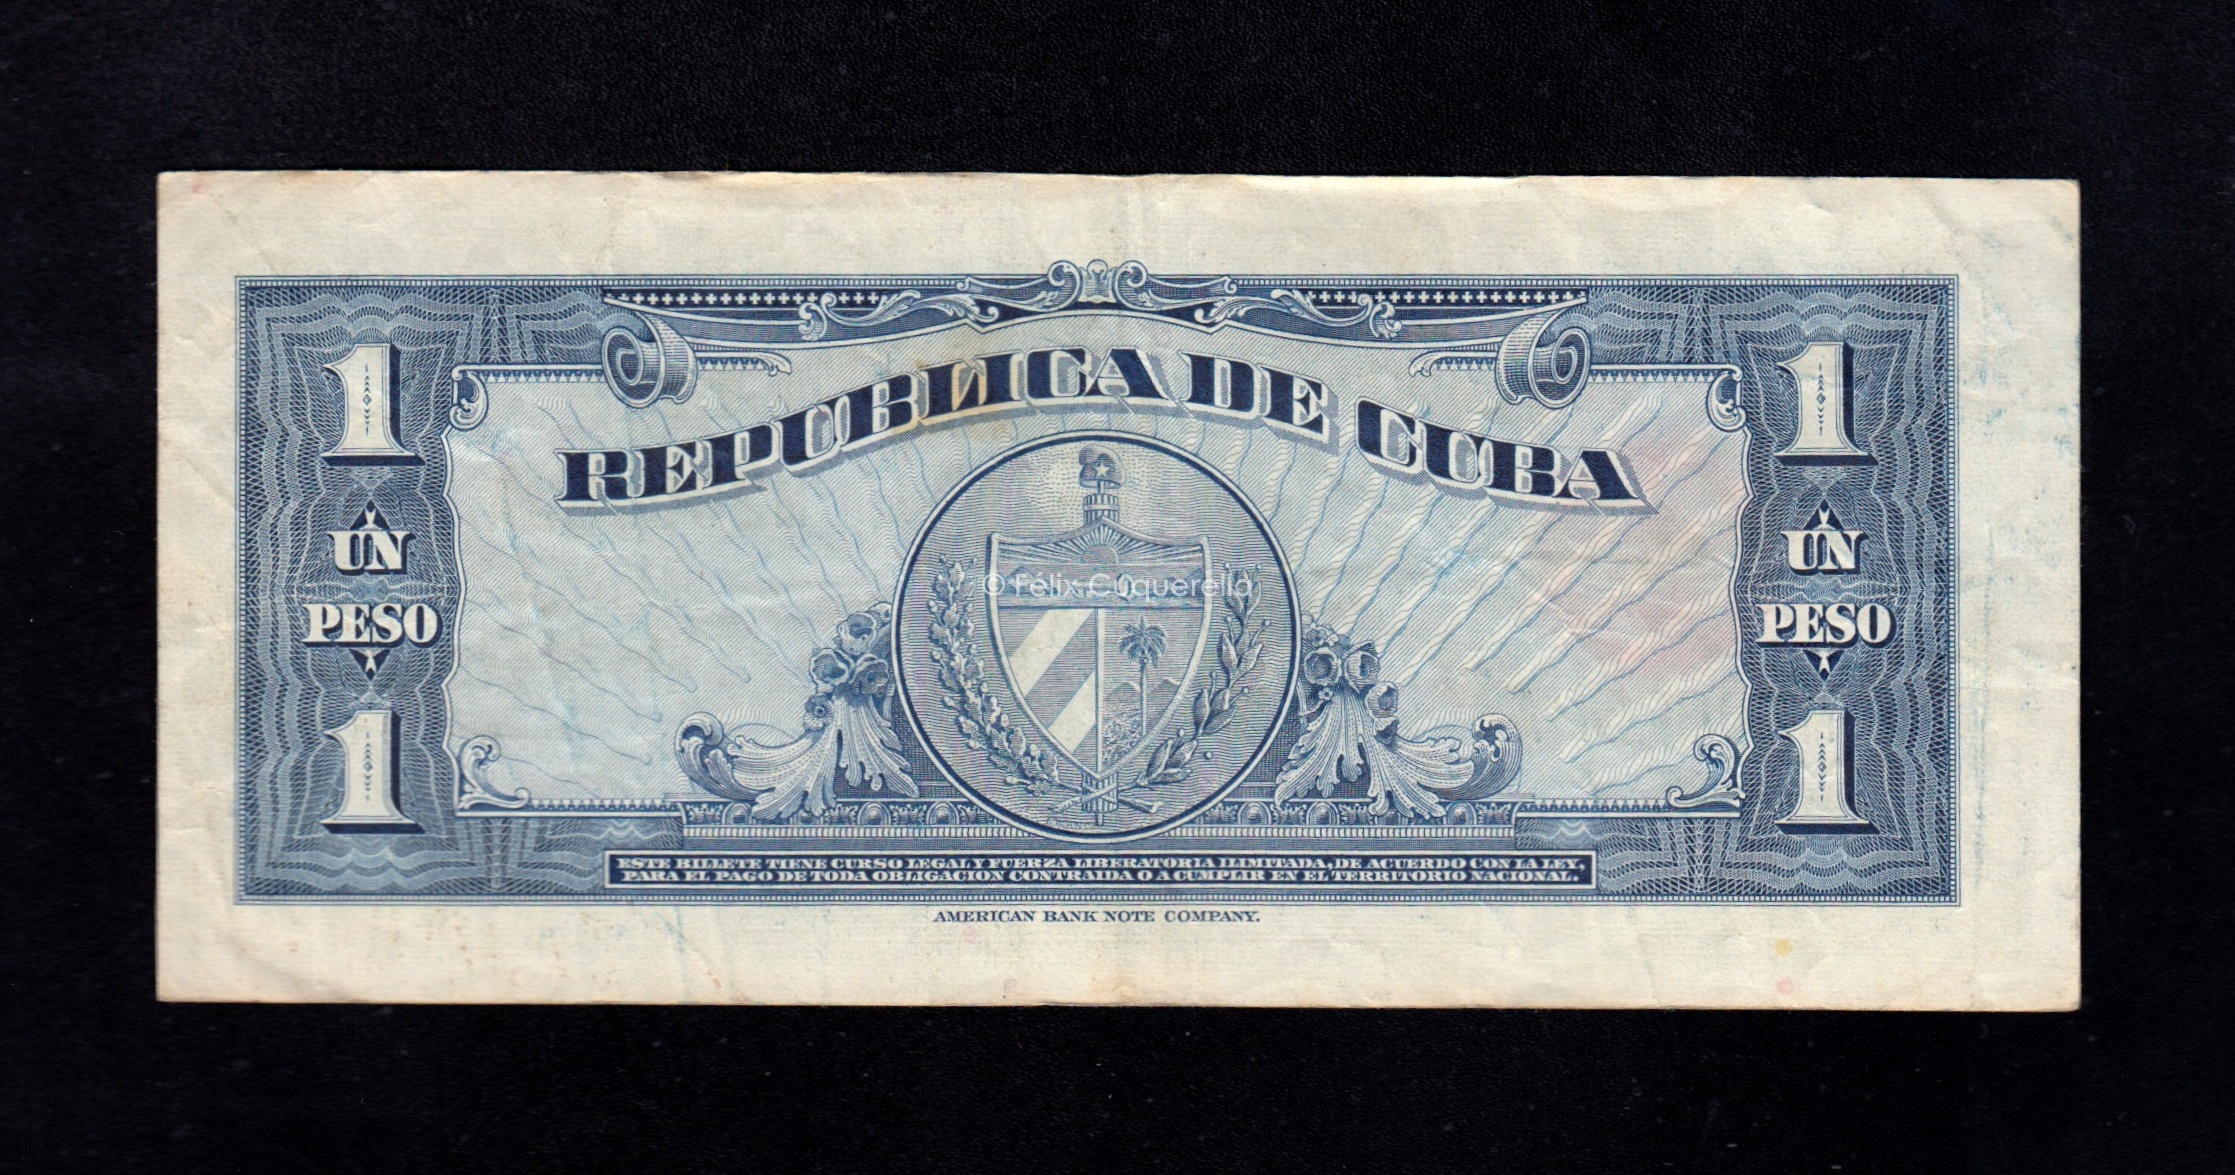 REPUBLICA DE CUBA
1
1
UN
PESO
UN
PESO
1
1
© Félix Cuquerella
ESTE BILLETE TIENE CURSO LEGAL Y FUERZA LIBERATORIA ILIMITADA, DE ACUERDO CON LA LEY,
PARA EL PAGO DE TODA OBLIGACION CONTRAIDA O A CUMPLIR EN EL TERRITORIO NACIONAL.
AMERICAN BANK NOTE COMPANY.